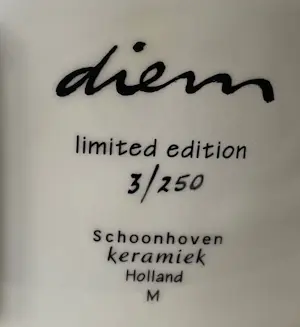 diem
limited edition
3/250
Schoonhoven
keramiek
Holland
M